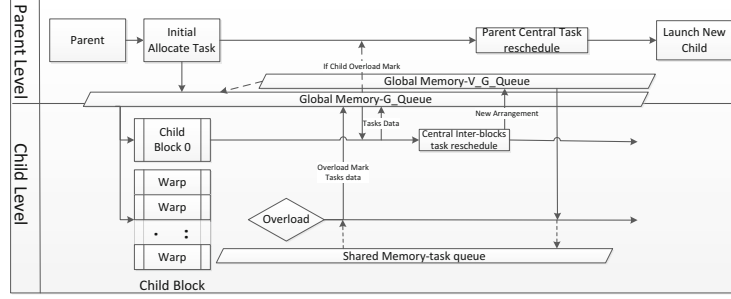 Parent Level
Parent
Initial
Allocate Task
Parent Central Task
reschedule
Launch New
Child
If Child Overload Mark
Global Memory-V_G_Queue
Global Memory-G_Queue
Child Level
Child
Block 0
Tasks Data
New Arrangement
Central Inter-blocks
task reschedule
Overload Mark
Tasks data
Warp
Warp
. :
Warp
Overload
Shared Memory-task queue
Child Block